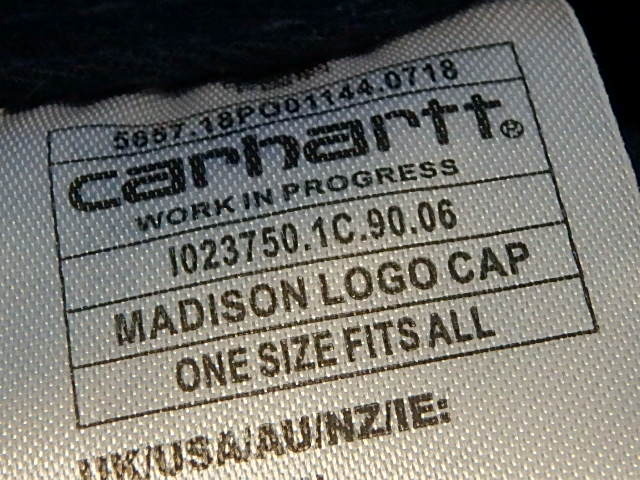 5667.18PO01144.0718
carhartt®
WORK IN PROGRESS
I023750.1C.90.06
MADISON LOGO CAP
ONE SIZE FITS ALL
UK/USA/AU/NZ/IE: